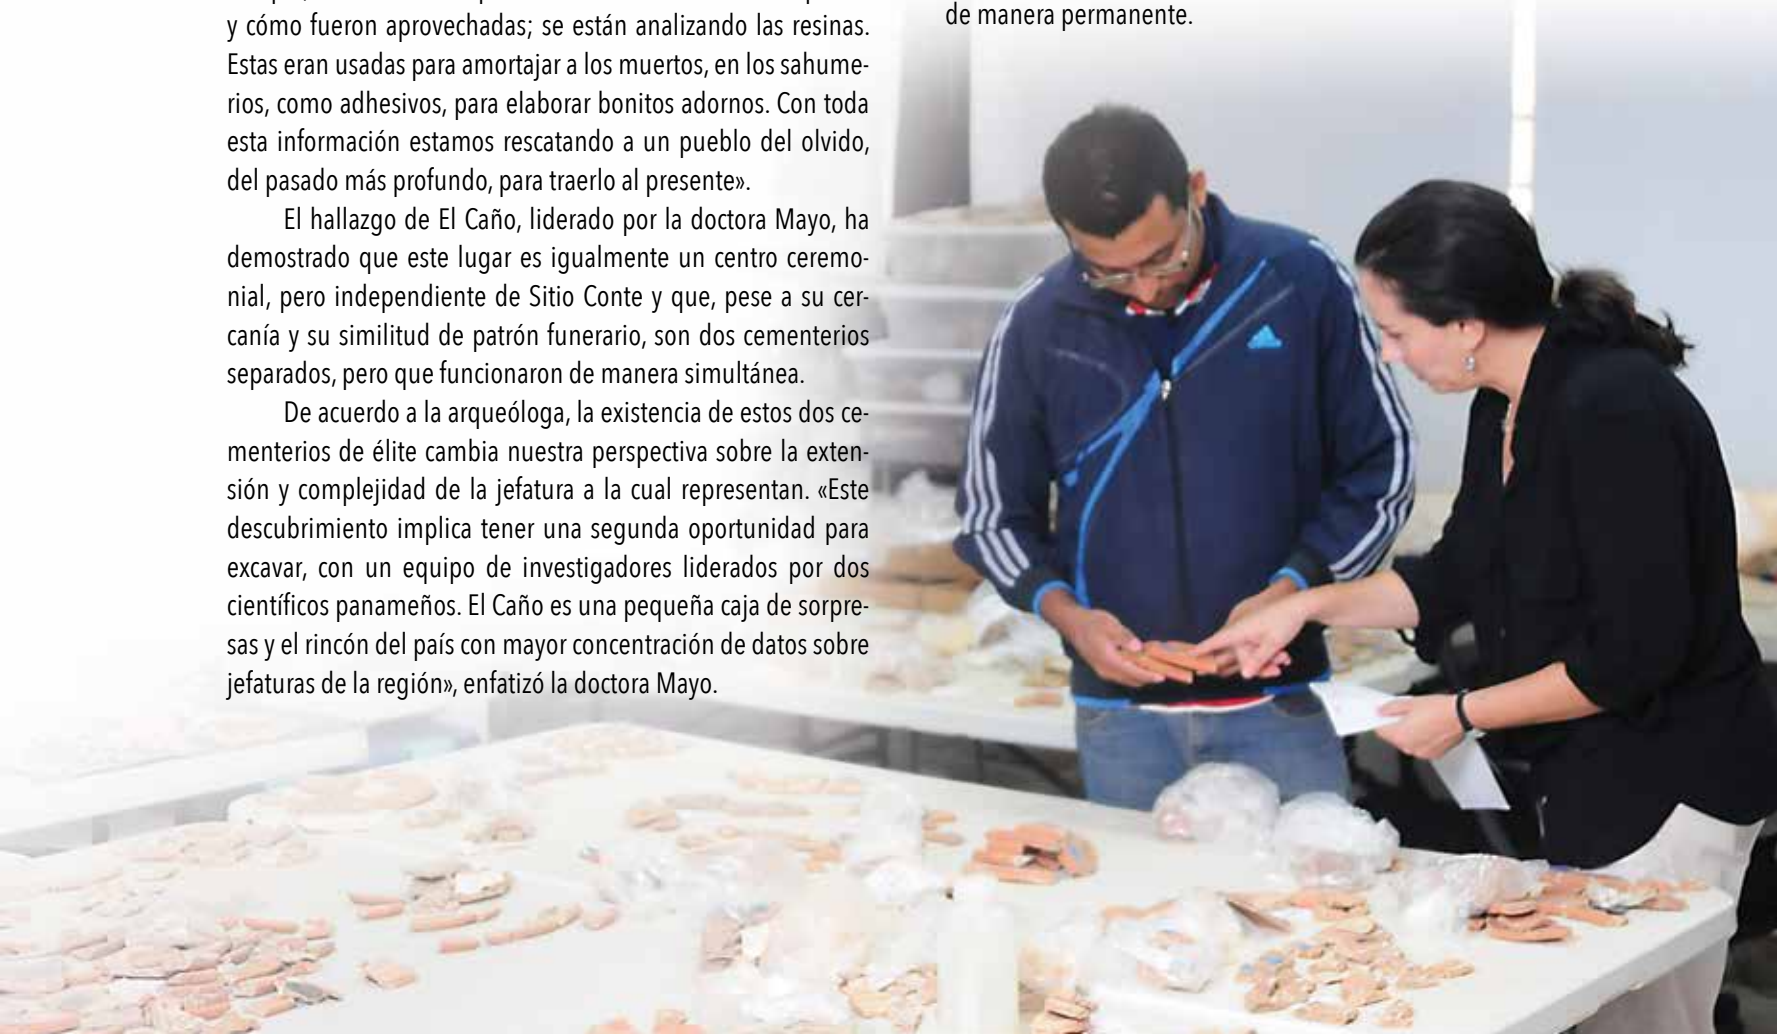 y cómo fueron aprovechadas; se están analizando las resinas.
Estas eran usadas para amortajar a los muertos, en los sahume-
rios, como adhesivos, para elaborar bonitos adornos. Con toda
esta información estamos rescatando a un pueblo del olvido,
del pasado más profundo, para traerlo al presente».
El hallazgo de El Caño, liderado por la doctora Mayo, ha
demostrado que este lugar es igualmente un centro ceremo-
nial, pero independiente de Sitio Conte y que, pese a su cer-
canía y su similitud de patrón funerario, son dos cementerios
separados, pero que funcionaron de manera simultánea.
De acuerdo a la arqueóloga, la existencia de estos dos ce-
menterios de élite cambia nuestra perspectiva sobre la exten-
sión y complejidad de la jefatura a la cual representan. «Este
descubrimiento implica tener una segunda oportunidad para
excavar, con un equipo de investigadores liderados por dos
científicos panameños. El Caño es una pequeña caja de sorpre-
sas y el rincón del país con mayor concentración de datos sobre
jefaturas de la región», enfatizó la doctora Mayo.
de manera permanente.
adidas